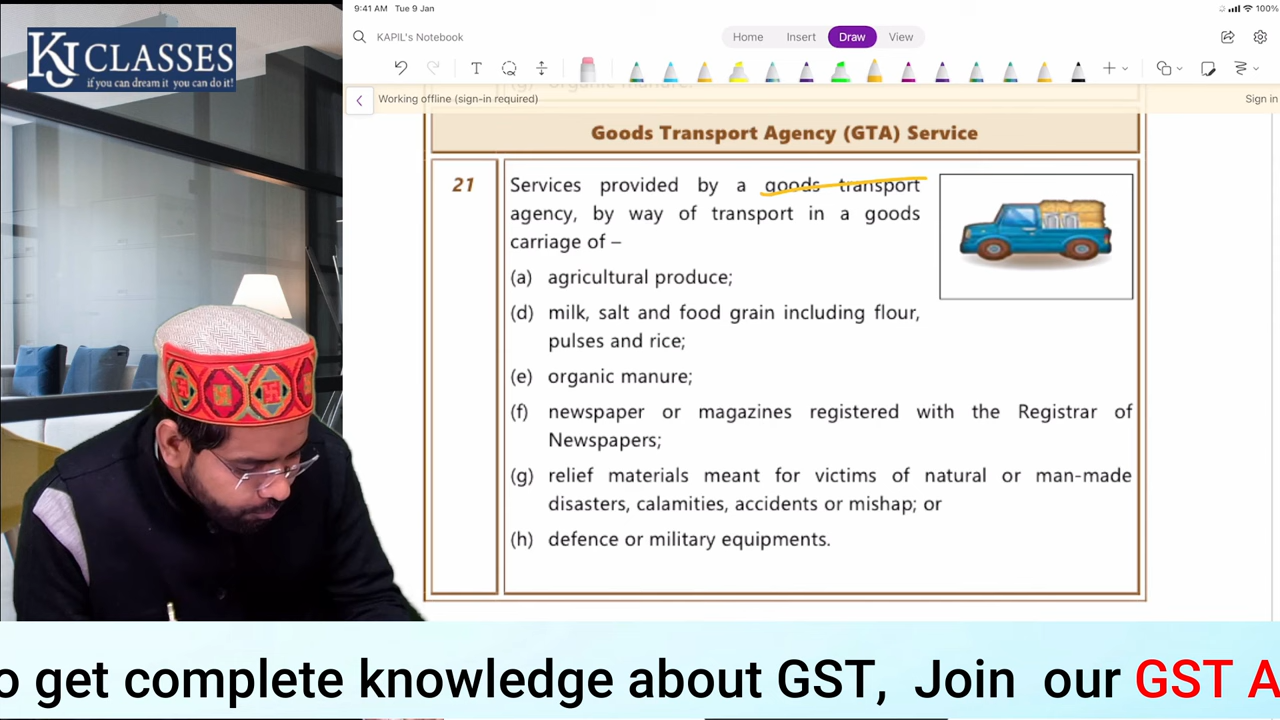 KJ CLASSES
if you can dream it you can do it!
9:41 AM Tue 9 Jan
100%
KAPIL's Notebook
Home Insert Draw View
T
Working offline (sign-in required)
Sign in
(g) organic manure.
Goods Transport Agency (GTA) Service
21
Services provided by a goods transport
agency, by way of transport in a goods
carriage of –
(a) agricultural produce;
(d) milk, salt and food grain including flour,
pulses and rice;
(e) organic manure;
(f) newspaper or magazines registered with the Registrar of
Newspapers;
(g) relief materials meant for victims of natural or man-made
disasters, calamities, accidents or mishap; or
(h) defence or military equipments.
o get complete knowledge about GST, Join our GST A